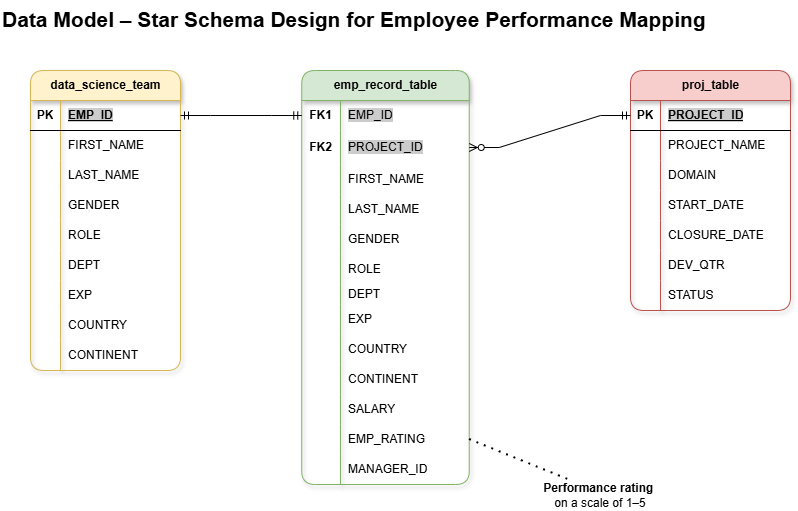 Data Model – Star Schema Design for Employee Performance Mapping
data_science_team
PK EMP_ID
FIRST_NAME
LAST_NAME
GENDER
ROLE
DEPT
EXP
COUNTRY
CONTINENT
emp_record_table
FK1 EMP_ID
FK2 PROJECT_ID
FIRST_NAME
LAST_NAME
GENDER
ROLE
DEPT
EXP
COUNTRY
CONTINENT
SALARY
EMP_RATING
MANAGER_ID
proj_table
PK PROJECT_ID
PROJECT_NAME
DOMAIN
START_DATE
CLOSURE_DATE
DEV_QTR
STATUS
Performance rating
on a scale of 1–5